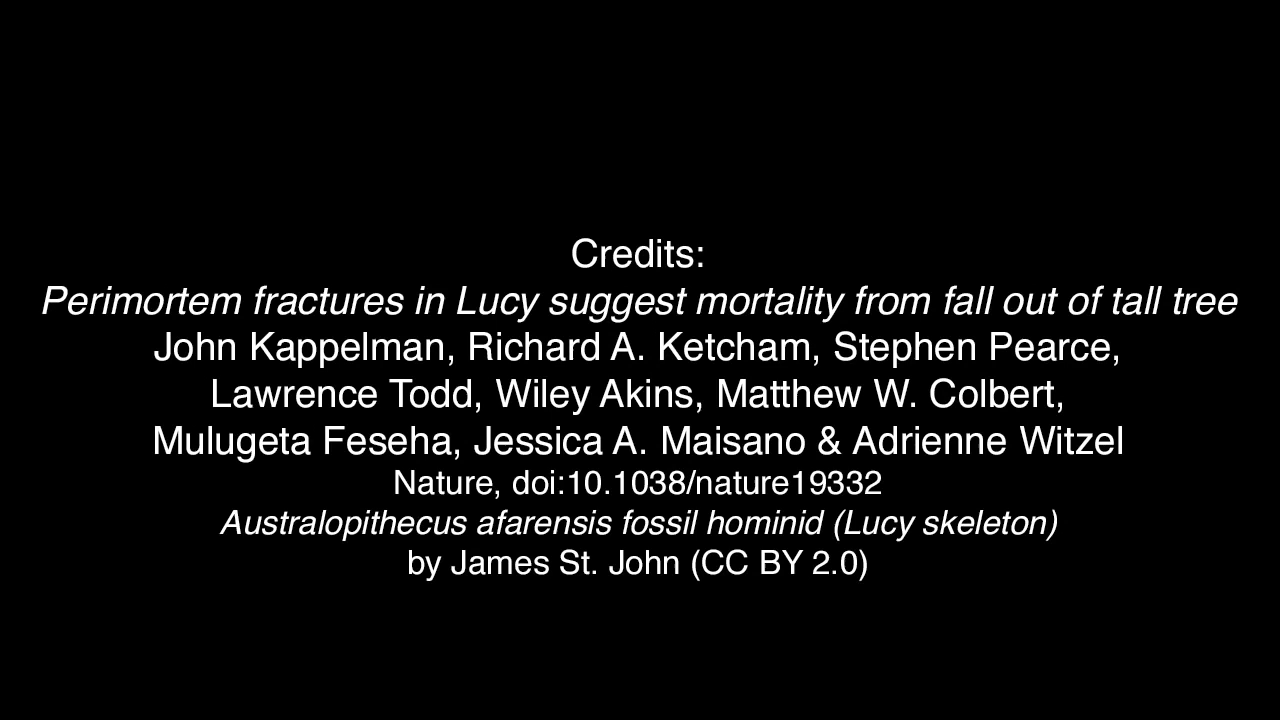 Credits:
Perimortem fractures in Lucy suggest mortality from fall out of tall tree
John Kappelman, Richard A. Ketcham, Stephen Pearce,
Lawrence Todd, Wiley Akins, Matthew W. Colbert,
Mulugeta Feseha, Jessica A. Maisano & Adrienne Witzel
Nature, doi:10.1038/nature19332
Australopithecus afarensis fossil hominid (Lucy skeleton)
by James St. John (CC BY 2.0)